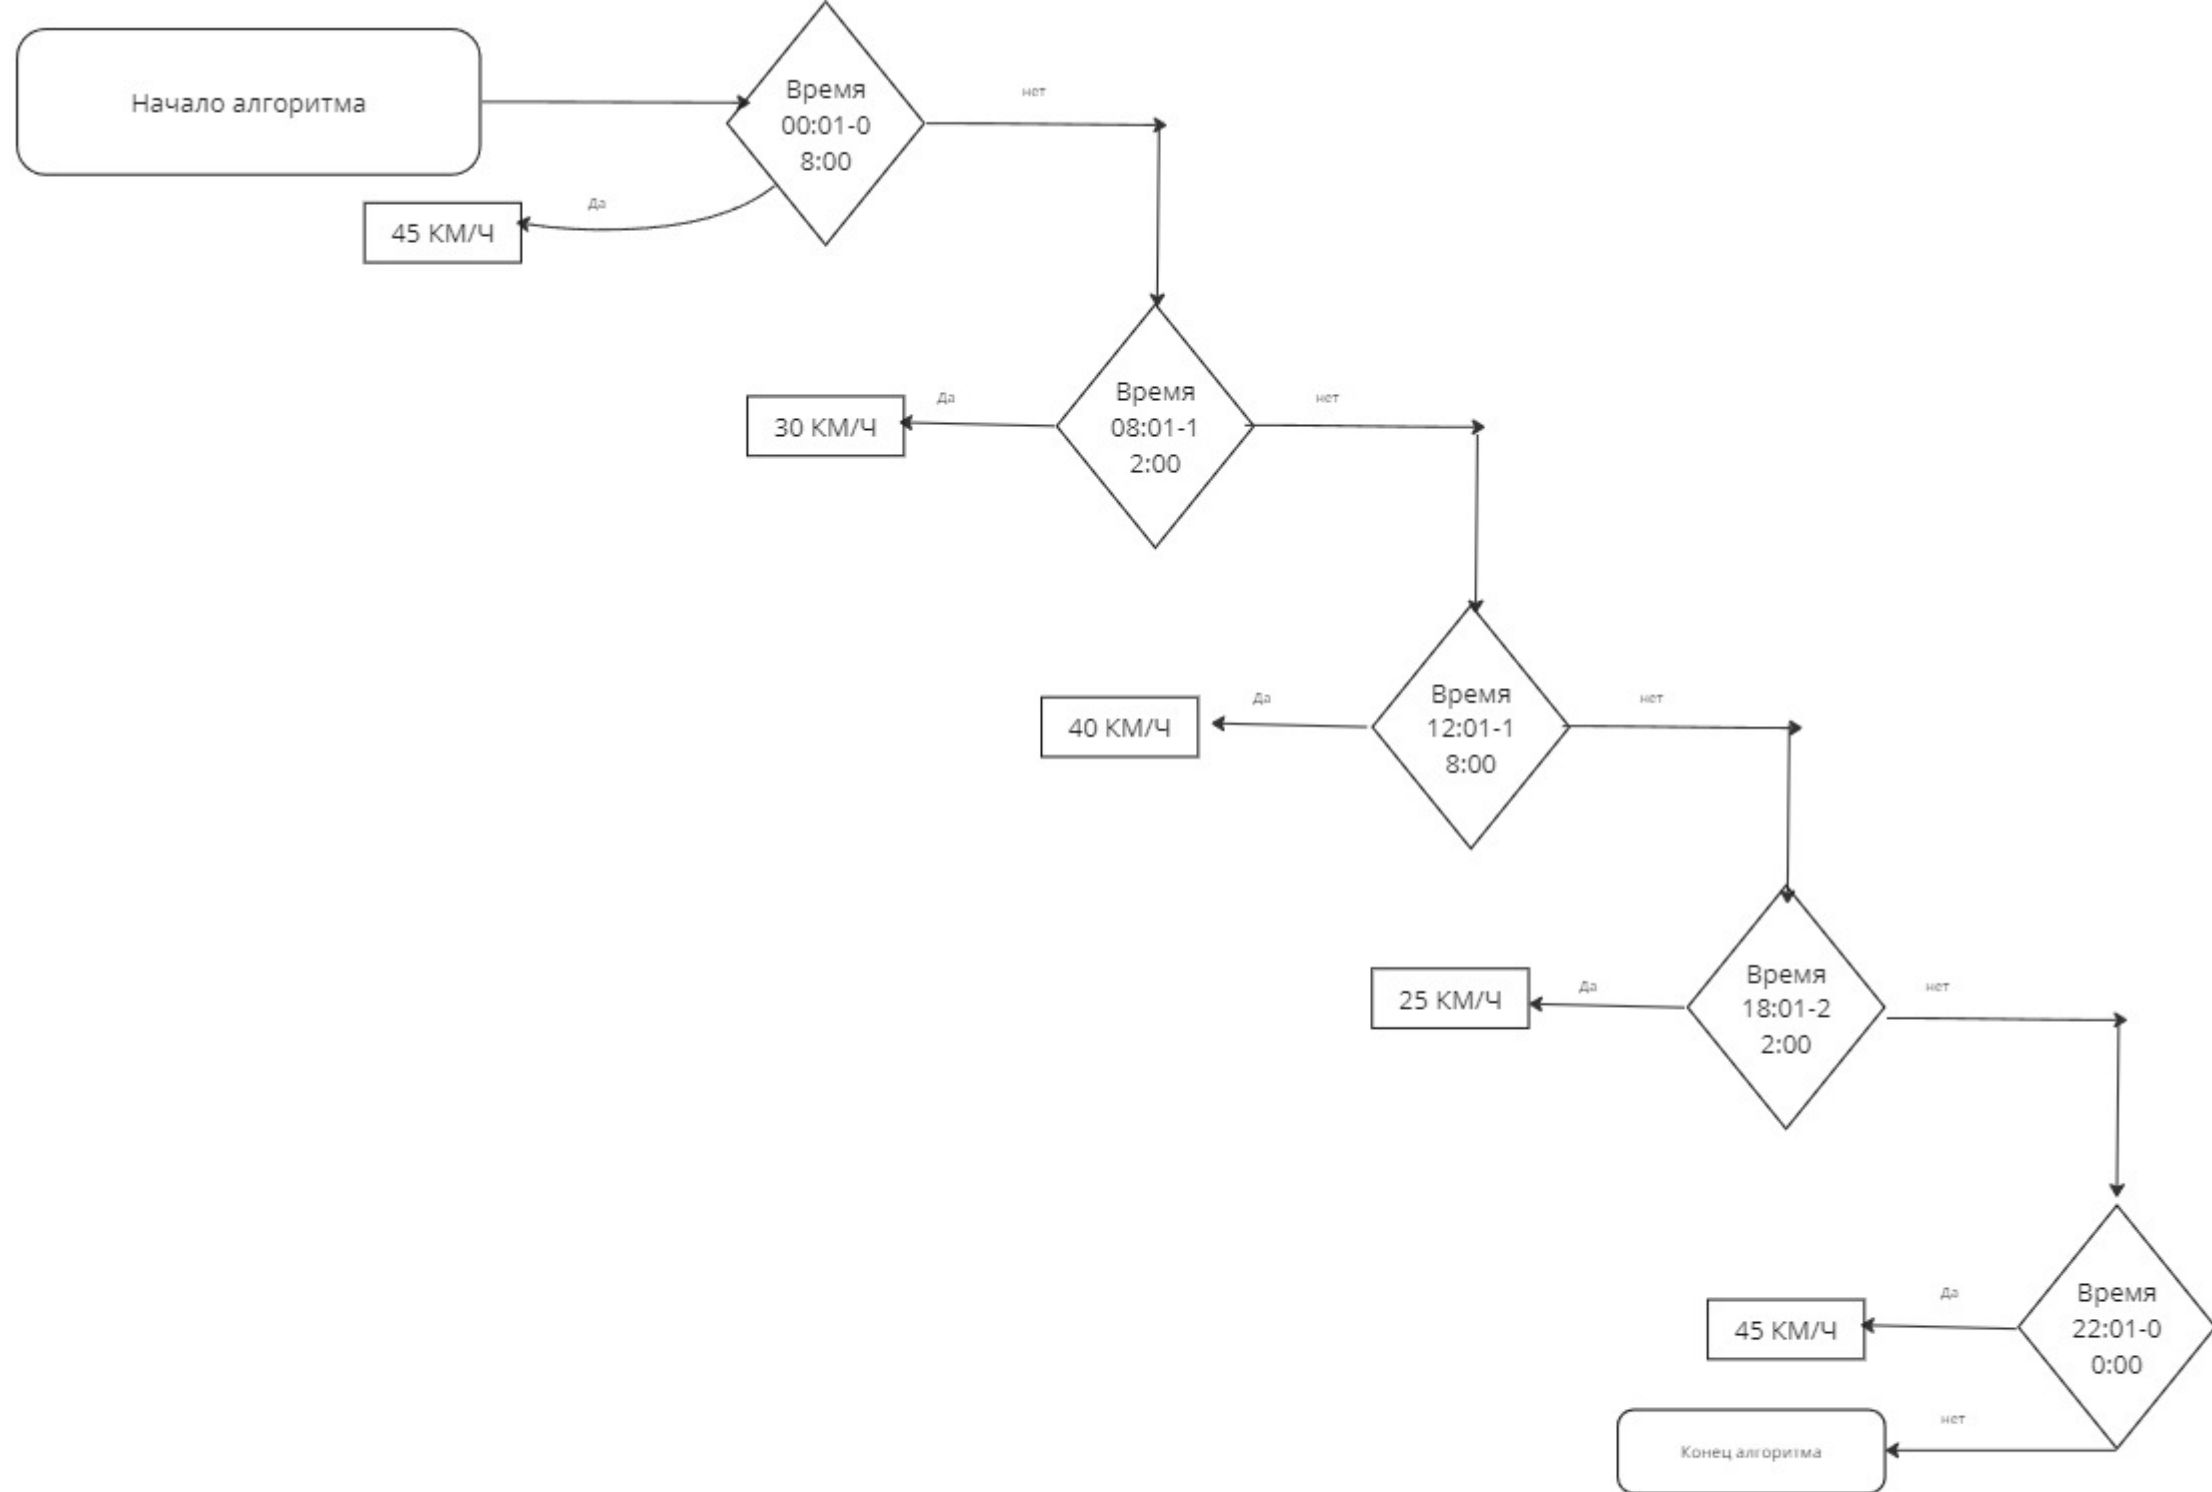 Начало алгоритма
Время
00:01-0
8:00
нет
Да
45 КМ/Ч
Время
08:01-1
2:00
Да
нет
30 КМ/Ч
Время
12:01-1
8:00
Да
нет
40 КМ/Ч
Время
18:01-2
2:00
Да
нет
25 КМ/Ч
Время
22:01-0
0:00
Да
45 КМ/Ч
нет
Конец алгоритма